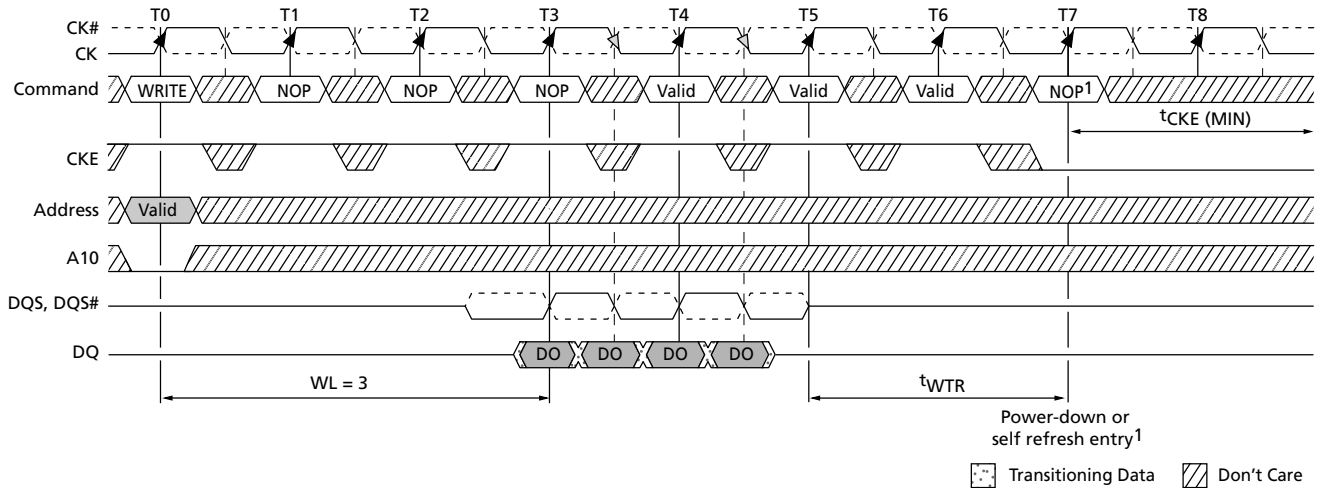 T0 T1 T2 T3 T4 T5 T6 T7 T8
CK#
CK
Command WRITE NOP NOP NOP Valid Valid Valid NOP1
tCKE (MIN)
CKE
Address Valid
A10
DQS, DQS#
DQ DO DO DO DO
WL = 3 tWTR
Power-down or
self refresh entry1
Transitioning Data Don't Care